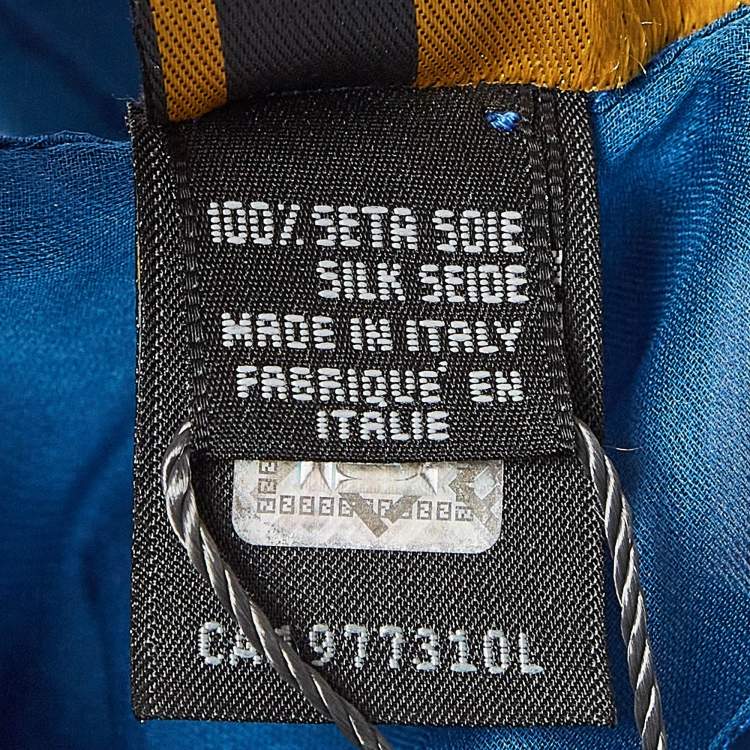 100% SETA SOIE
SILK SEIDE
MADE IN ITALY
FABRIQUE' EN
ITALIE